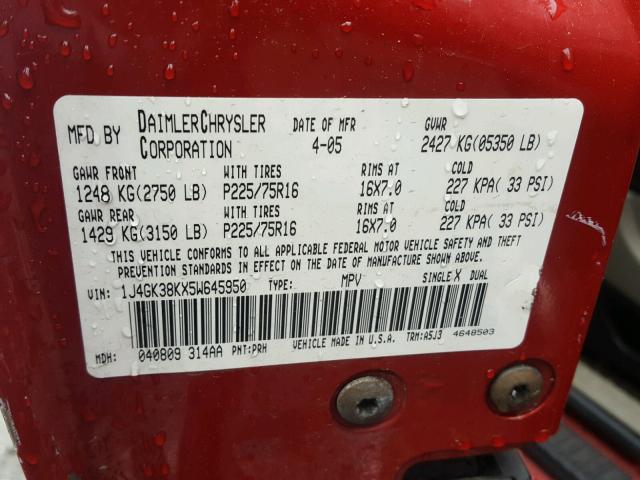 MFD BY DAIMLERCHRYSLER CORPORATION DATE OF MFR 4-05 GVWR 2427 KG(05350 LB)
GAWR FRONT WITH TIRES RIMS AT COLD
1248 KG(2750 LB) P225/75R16 16X7.0 227 KPA( 33 PSI)
GAWR REAR WITH TIRES RIMS AT COLD
1429 KG(3150 LB) P225/75R16 16X7.0 227 KPA( 33 PSI)
THIS VEHICLE CONFORMS TO ALL APPLICABLE FEDERAL MOTOR VEHICLE SAFETY AND THEFT
PREVENTION STANDARDS IN EFFECT ON THE DATE OF MANUFACTURE SHOWN ABOVE.
VIN: 1J4GK38KX5W645950 TYPE: MPV SINGLE X DUAL
MDH: 040809 314AA PNT:PRH VEHICLE MADE IN U.S.A. TRM:A5J3 4648503